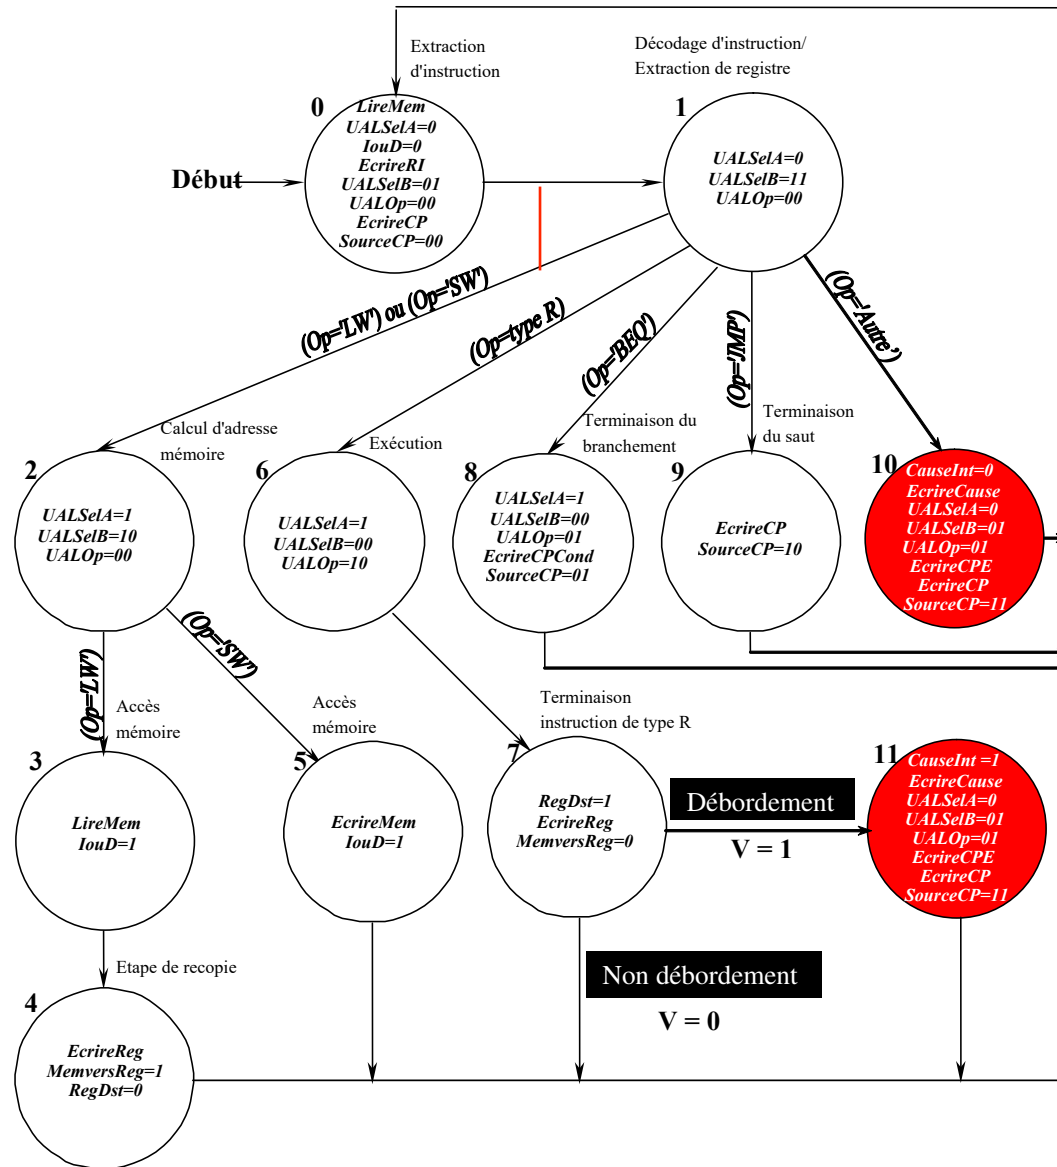 Extraction
d'instruction
Décodage d'instruction/
Extraction de registre
0
LireMem
UALSelA=0
IouD=0
EcrireRI
UALSelB=01
UALOp=00
EcrireCP
SourceCP=00
Début
1
UALSelA=0
UALSelB=11
UALOp=00
(Op='LW') ou (Op='SW')
(Op=type R)
(Op='BEQ')
(Op='JMP')
(Op='Autre')
Calcul d'adresse
mémoire
Exécution
Terminaison du
branchement
Terminaison
du saut
2
UALSelA=1
UALSelB=10
UALOp=00
6
UALSelA=1
UALSelB=00
UALOp=10
8
UALSelA=1
UALSelB=00
UALOp=01
EcrireCPCond
SourceCP=01
9
EcrireCP
SourceCP=10
10
CauseInt=0
EcrireCause
UALSelA=0
UALSelB=01
UALOp=01
EcrireCPE
EcrireCP
SourceCP=11
(Op='LW')
(Op='SW')
Accès
mémoire
Accès
mémoire
Terminaison
instruction de type R
3
LireMem
IouD=1
5
EcrireMem
IouD=1
7
RegDst=1
EcrireReg
MemversReg=0
Débordement
V = 1
11
CauseInt =1
EcrireCause
UALSelA=0
UALSelB=01
UALOp=01
EcrireCPE
EcrireCP
SourceCP=11
Etape de recopie
Non débordement
V = 0
4
EcrireReg
MemversReg=1
RegDst=0